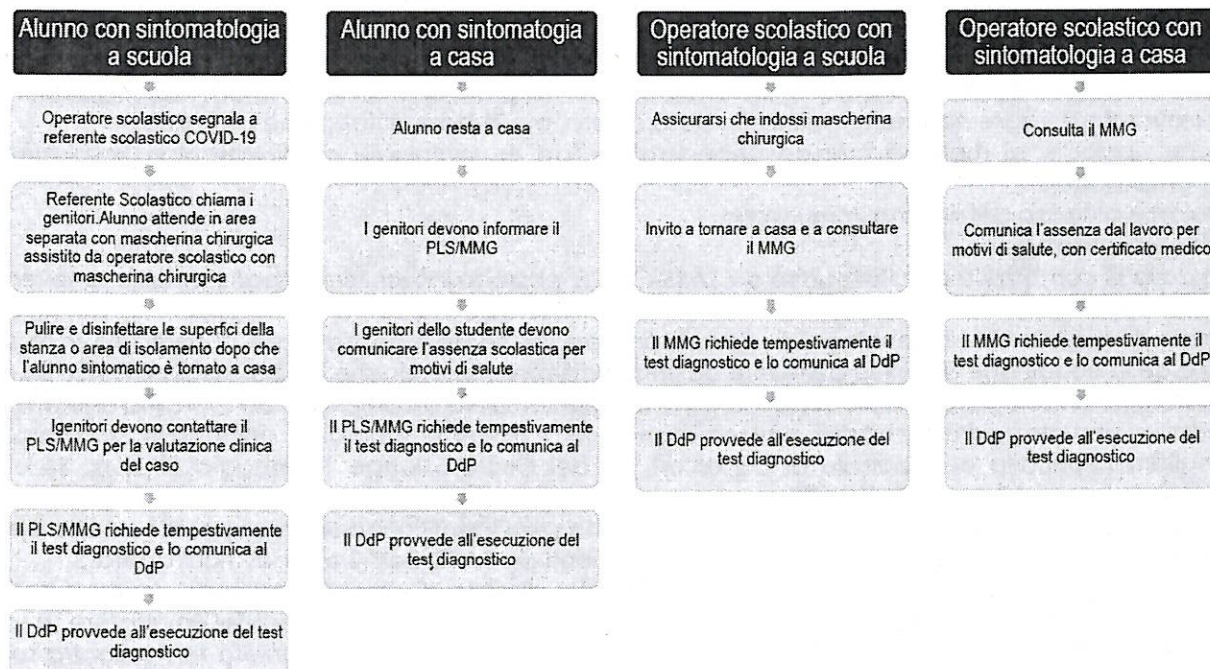 Alunno con sintomatologia
a scuola
Operatore scolastico segnala a
referente scolastico COVID-19
Referente Scolastico chiama i
genitori.Alunno attende in area
separata con mascherina chirurgica
assistito da operatore scolastico con
mascherina chirurgica
Pulire e disinfettare le superfici della
stanza o area di isolamento dopo che
l'alunno sintomatico è tornato a casa
Igenitori devono contattare il
PLS/MMG per la valutazione clinica
del caso
Il PLS/MMG richiede tempestivamente
il test diagnostico e lo comunica al
DdP
Il DdP provvede all'esecuzione del test
diagnostico
Alunno con sintomatogia
a casa
Alunno resta a casa
I genitori devono informare il
PLS/MMG
I genitori dello studente devono
comunicare l'assenza scolastica per
motivi di salute
Il PLS/MMG richiede tempestivamente
il test diagnostico e lo comunica al
DdP
Il DdP provvede all'esecuzione del
test diagnostico
Operatore scolastico con
sintomatologia a scuola
Assicurarsi che indossi mascherina
chirurgica
Invito a tornare a casa e a consultare
il MMG
Il MMG richiede tempestivamente il
test diagnostico e lo comunica al DdP
Il DdP provvede all'esecuzione del
test diagnostico
Operatore scolastico con
sintomatologia a casa
Consulta il MMG
Comunica l'assenza dal lavoro per
motivi di salute, con certificato medico
Il MMG richiede tempestivamente il
test diagnostico e lo comunica al DdP
Il DdP provvede all'esecuzione del
test diagnostico